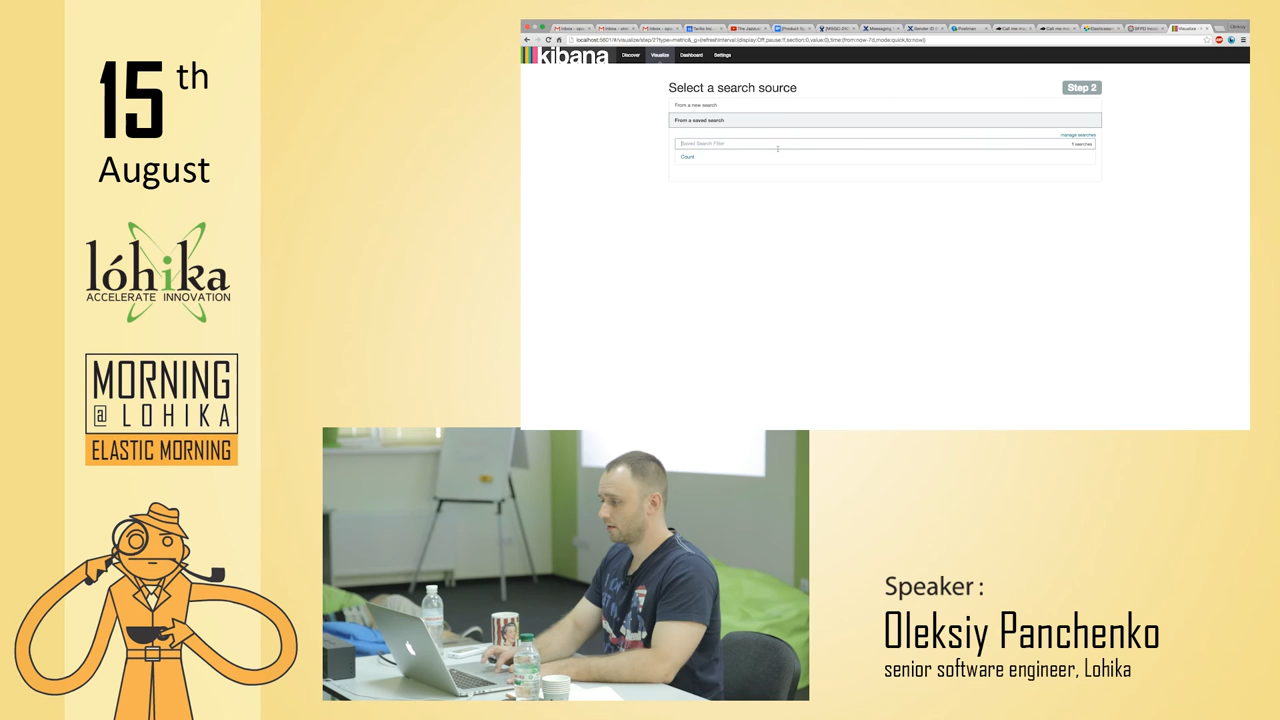 15th
August
lóhika
ACCELERATE INNOVATION
MORNING
@ LOHIKA
ELASTIC MORNING
kibana
Discover
Visualize
Dashboard
Settings
Select a search source
Step 2
From a new search
From a saved search
manage searches
Saved Search Filter
1 searches
Count
Speaker :
Oleksiy Panchenko
senior software engineer, Lohika